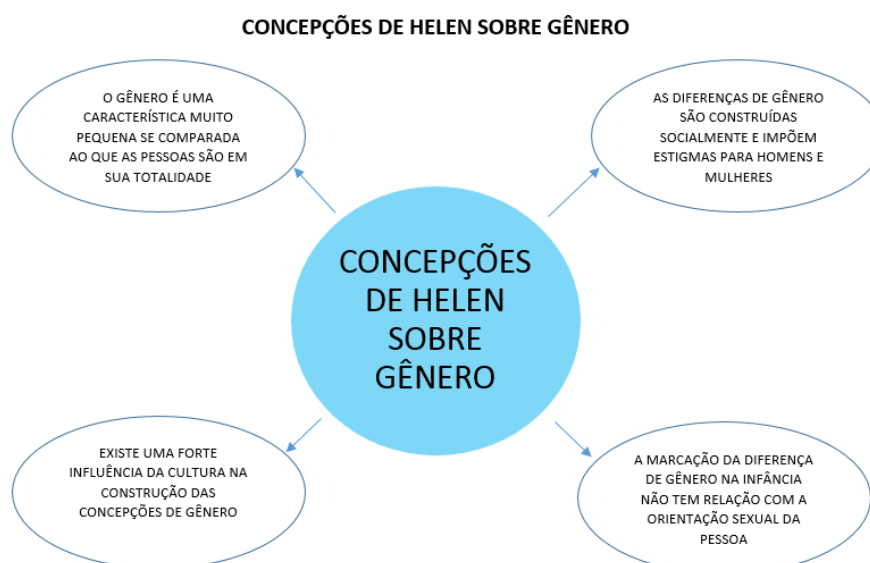 CONCEPÇÕES DE HELEN SOBRE GÊNERO
O GÊNERO É UMA
CARACTERÍSTICA MUITO
PEQUENA SE COMPARADA
AO QUE AS PESSOAS SÃO EM
SUA TOTALIDADE
AS DIFERENÇAS DE GÊNERO
SÃO CONSTRUÍDAS
SOCIALMENTE E IMPÕEM
ESTIGMAS PARA HOMENS E
MULHERES
CONCEPÇÕES
DE HELEN
SOBRE
GÊNERO
EXISTE UMA FORTE
INFLUÊNCIA DA CULTURA NA
CONSTRUÇÃO DAS
CONCEPÇÕES DE GÊNERO
A MARCAÇÃO DA DIFERENÇA
DE GÊNERO NA INFÂNCIA
NÃO TEM RELAÇÃO COM A
ORIENTAÇÃO SEXUAL DA
PESSOA